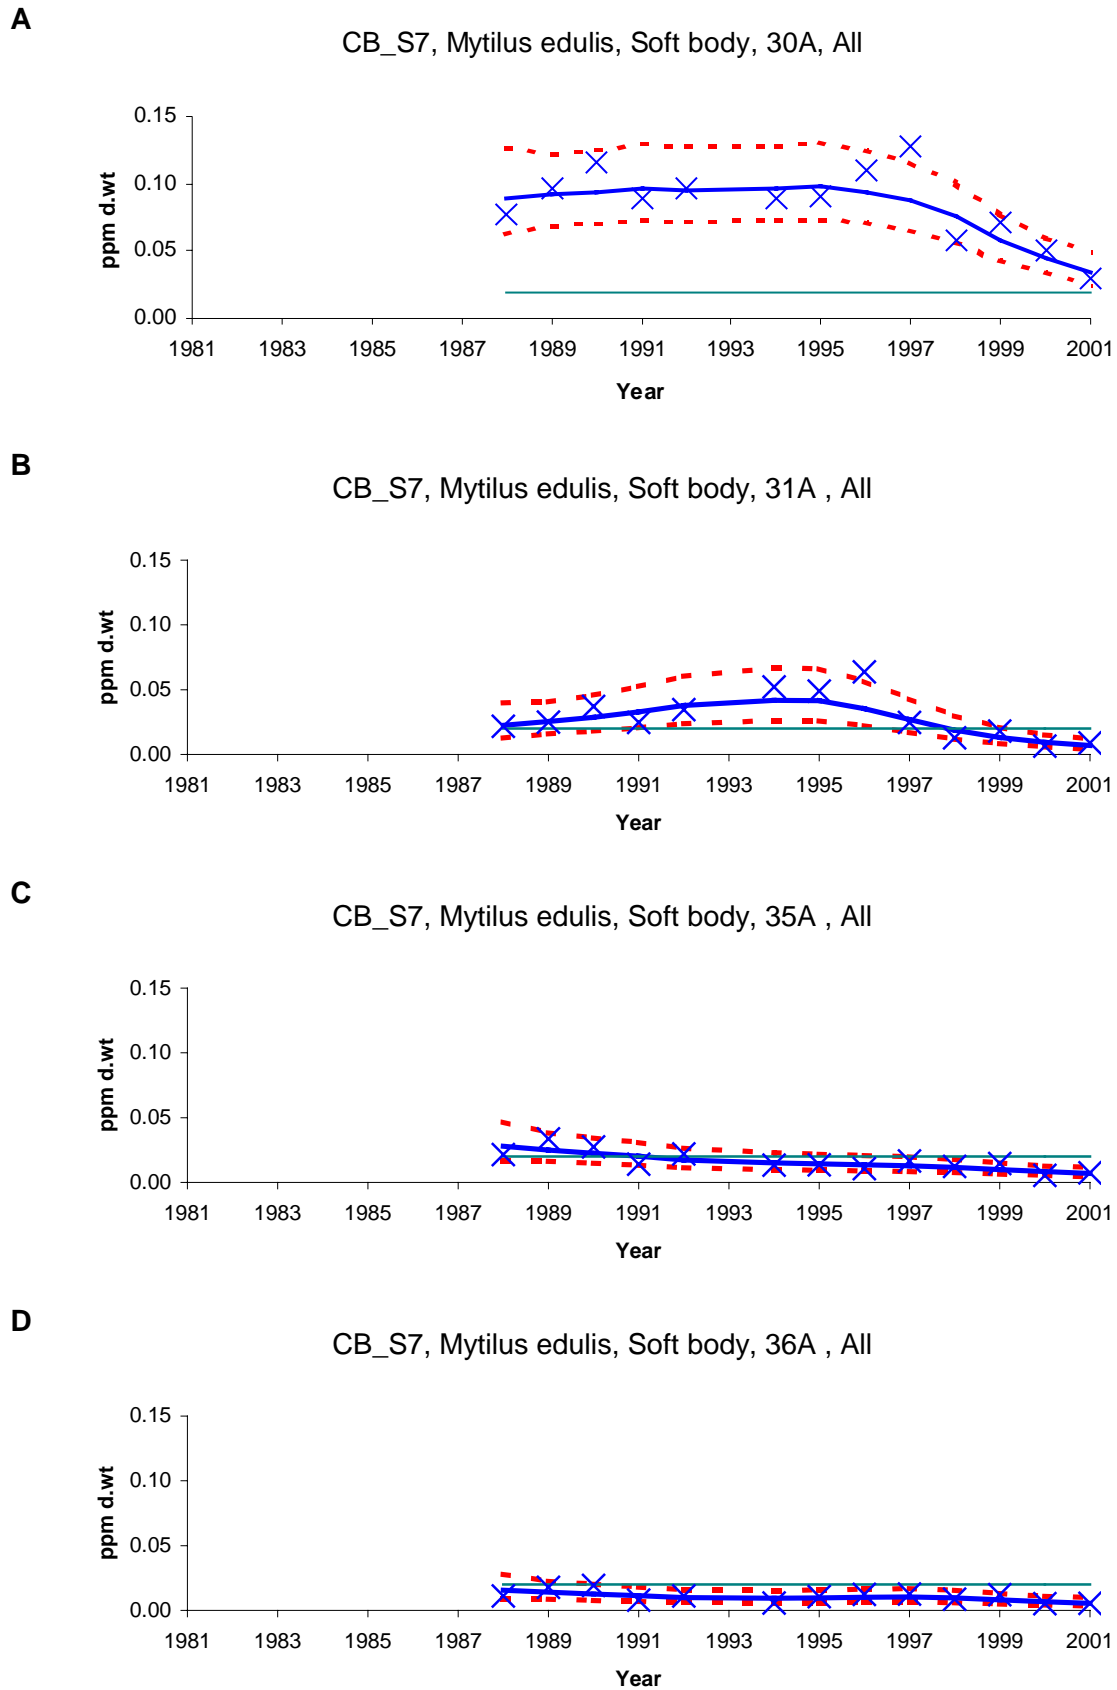 A
CB_S7, Mytilus edulis, Soft body, 30A, All
ppm d.wt
0.15
0.10
0.05
0.00
1981 1983 1985 1987 1989 1991 1993 1995 1997 1999 2001
Year
B
CB_S7, Mytilus edulis, Soft body, 31A , All
ppm d.wt
0.15
0.10
0.05
0.00
1981 1983 1985 1987 1989 1991 1993 1995 1997 1999 2001
Year
C
CB_S7, Mytilus edulis, Soft body, 35A , All
ppm d.wt
0.15
0.10
0.05
0.00
1981 1983 1985 1987 1989 1991 1993 1995 1997 1999 2001
Year
D
CB_S7, Mytilus edulis, Soft body, 36A , All
ppm d.wt
0.15
0.10
0.05
0.00
1981 1983 1985 1987 1989 1991 1993 1995 1997 1999 2001
Year